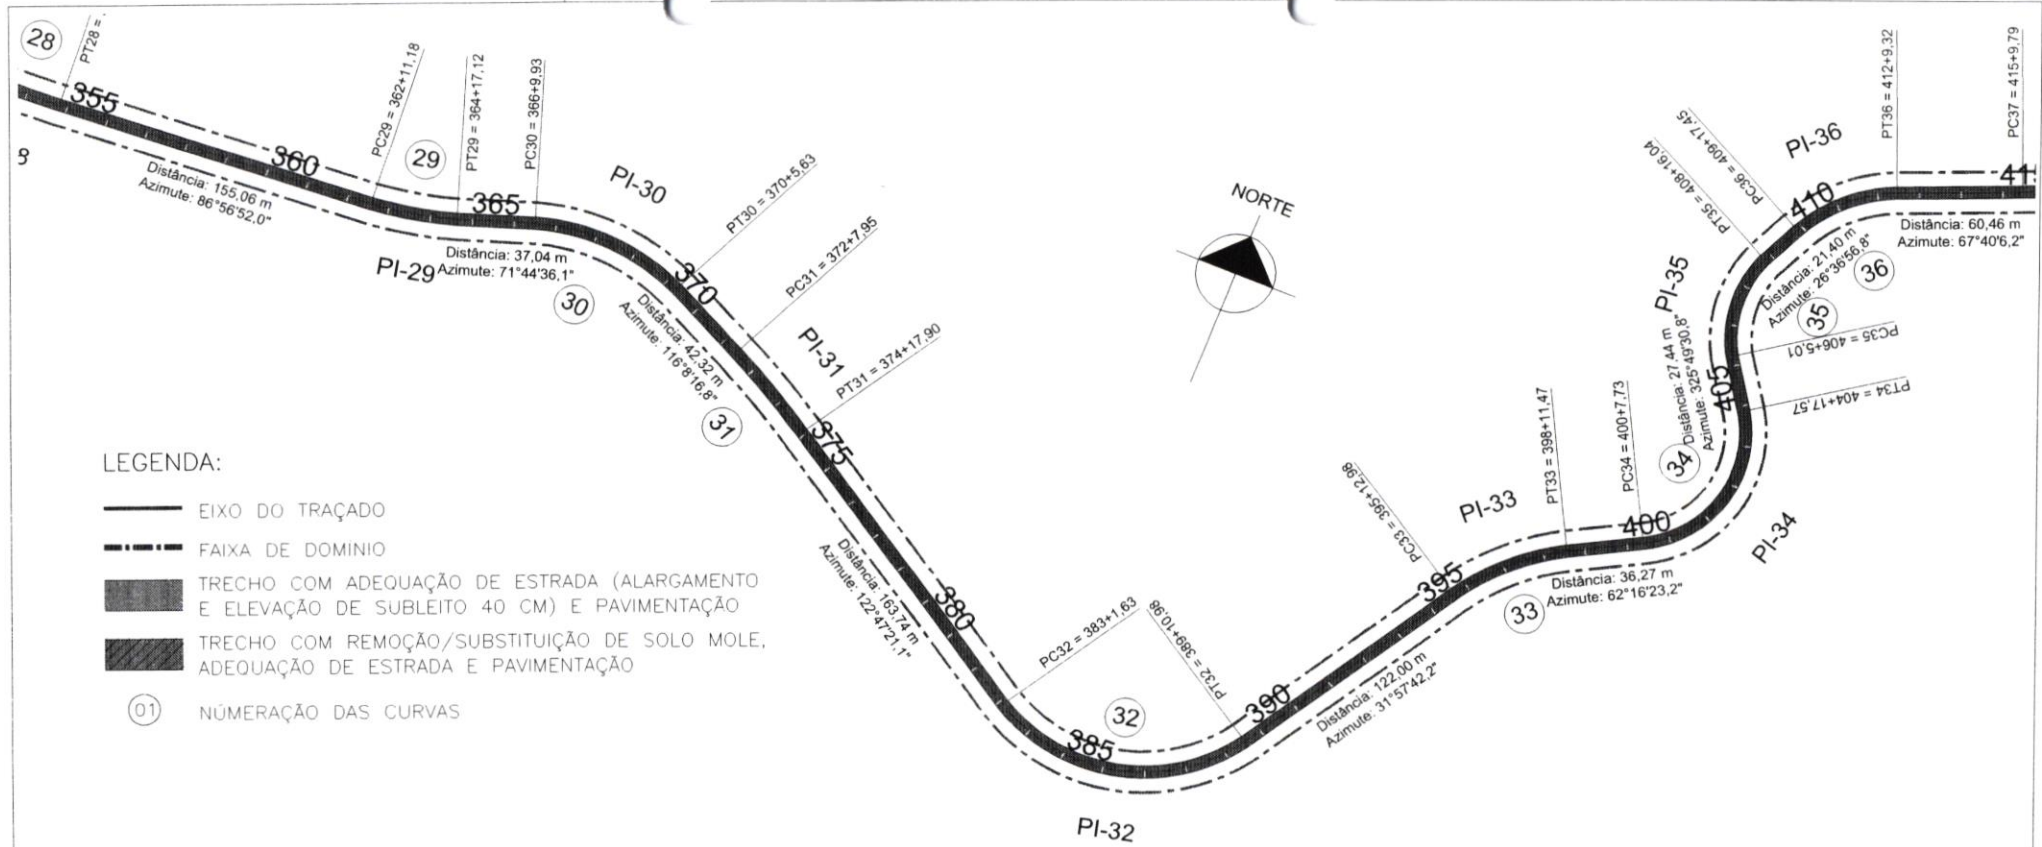 28
PT28 =
355
8
Distância: 155,06 m
Azimute: 86°56'52,0"
360
PC29 = 362+11,18
29
PT29 = 364+17,12
PC30 = 366+9,93
365
PI-29
Distância: 37,04 m
Azimute: 71°44'36,1"
30
PI-30
PT30 = 370+5,63
370
Distância: 42,32 m
Azimute: 116°8'16,8"
PC31 = 372+7,95
31
PI-31
PT31 = 374+17,90
375
Distância: 163,74 m
Azimute: 122°47'21,1"
380
PC32 = 383+1,63
32
385
PI-32
PT32 = 389+10,98
390
Distância: 122,00 m
Azimute: 31°57'42,2"
395
PC33 = 395+12,98
PI-33
33
PT33 = 398+11,47
Distância: 36,27 m
Azimute: 62°16'23,2"
PC34 = 400+7,73
400
34
PI-34
PT34 = 404+17,57
405
Distância: 27,44 m
Azimute: 325°49'30,8"
PC35 = 406+5,01
35
PI-35
PT35 = 408+16,04
Distância: 21,40 m
Azimute: 26°36'56,8"
PC36 = 409+17,45
410
36
PI-36
PT36 = 412+9,32
Distância: 60,46 m
Azimute: 67°40'6,2"
PC37 = 415+9,79
NORTE
LEGENDA:
EIXO DO TRAÇADO
FAIXA DE DOMINIO
TRECHO COM ADEQUAÇÃO DE ESTRADA (ALARGAMENTO
E ELEVAÇÃO DE SUBLEITO 40 CM) E PAVIMENTAÇÃO
TRECHO COM REMOÇÃO/SUBSTITUIÇÃO DE SOLO MOLE,
ADEQUAÇÃO DE ESTRADA E PAVIMENTAÇÃO
01 NÚMERAÇÃO DAS CURVAS